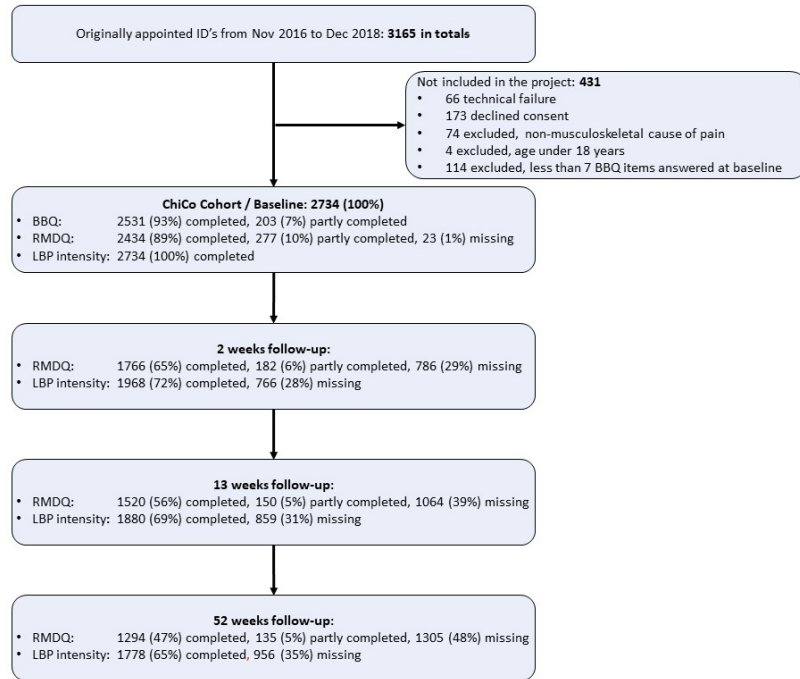 Originally appointed ID's from Nov 2016 to Dec 2018: 3165 in totals
Not included in the project: 431
• 66 technical failure
• 173 declined consent
• 74 excluded, non-musculoskeletal cause of pain
• 4 excluded, age under 18 years
• 114 excluded, less than 7 BBQ items answered at baseline
ChiCo Cohort / Baseline: 2734 (100%)
• BBQ: 2531 (93%) completed, 203 (7%) partly completed
• RMDQ: 2434 (89%) completed, 277 (10%) partly completed, 23 (1%) missing
• LBP intensity: 2734 (100%) completed
2 weeks follow-up:
• RMDQ: 1766 (65%) completed, 182 (6%) partly completed, 786 (29%) missing
• LBP intensity: 1968 (72%) completed, 766 (28%) missing
13 weeks follow-up:
• RMDQ: 1520 (56%) completed, 150 (5%) partly completed, 1064 (39%) missing
• LBP intensity: 1880 (69%) completed, 859 (31%) missing
52 weeks follow-up:
• RMDQ: 1294 (47%) completed, 135 (5%) partly completed, 1305 (48%) missing
• LBP intensity: 1778 (65%) completed, 956 (35%) missing